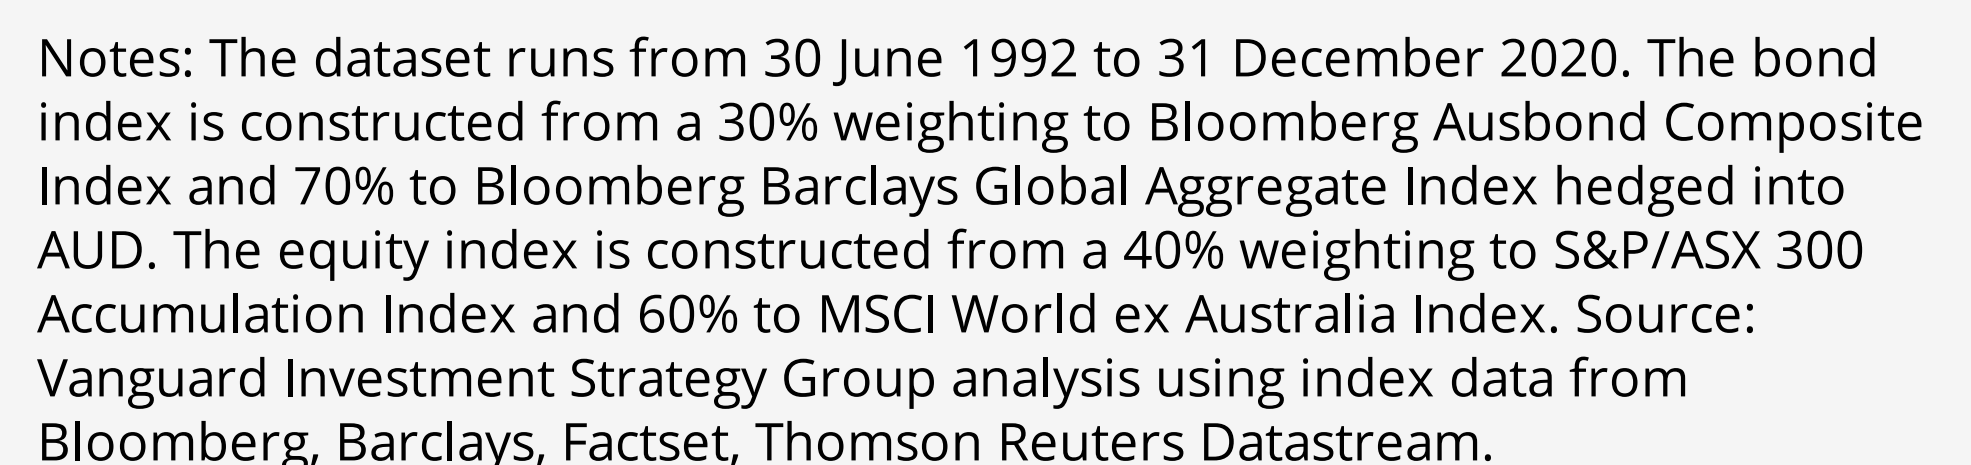 Notes: The dataset runs from 30 June 1992 to 31 December 2020. The bond
index is constructed from a 30% weighting to Bloomberg Ausbond Composite
Index and 70% to Bloomberg Barclays Global Aggregate Index hedged into
AUD. The equity index is constructed from a 40% weighting to S&P/ASX 300
Accumulation Index and 60% to MSCI World ex Australia Index. Source:
Vanguard Investment Strategy Group analysis using index data from
Bloomberg, Barclays, Factset, Thomson Reuters Datastream.